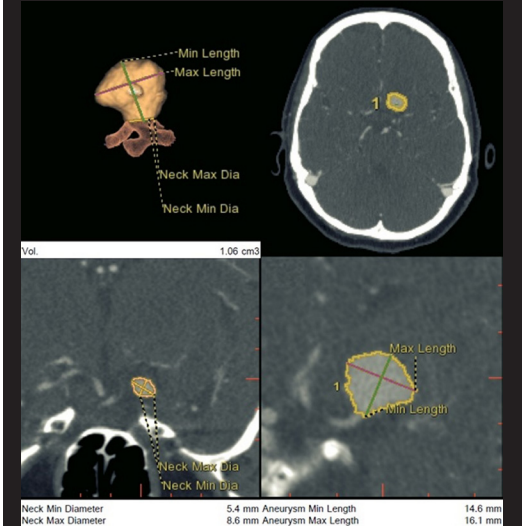 Min Length
Max Length
Neck Max Dia
Neck Min Dia
1
Vol. 1.06 cm3
Neck Max Dia
Neck Min Dia
Max Length
1
Min Length
Neck Min Diameter 5.4 mm
Neck Max Diameter 8.6 mm
Aneurysm Min Length 14.6 mm
Aneurysm Max Length 16.1 mm